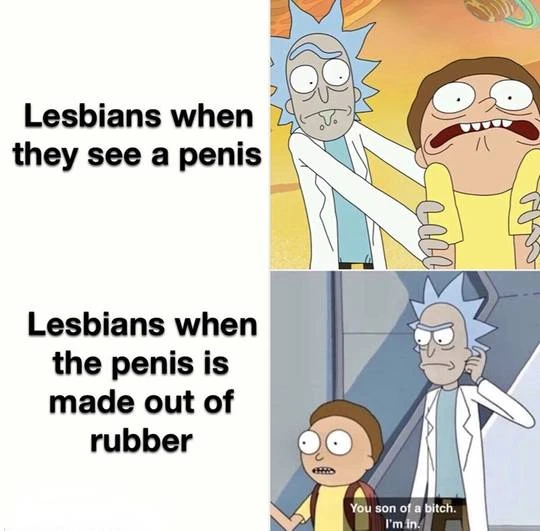 Lesbians when
they see a penis
Lesbians when
the penis is
made out of
rubber
You son of a bitch.
I'm in.